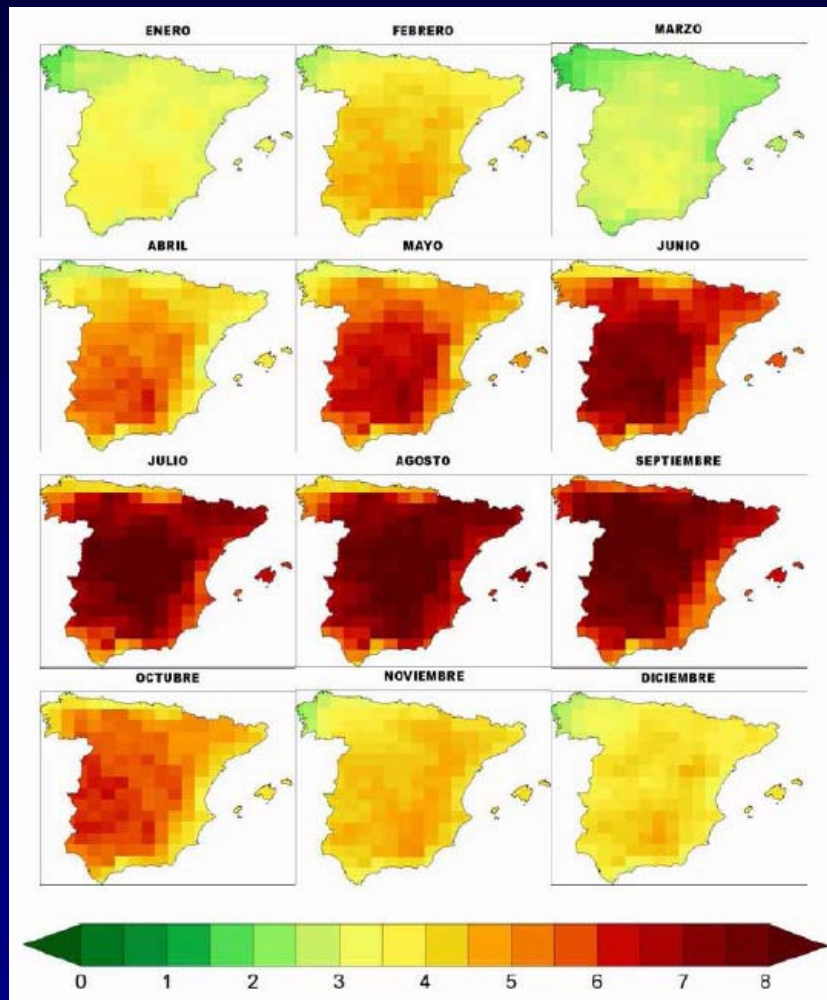 ENERO FEBRERO MARZO
ABRIL MAYO JUNIO
JULIO AGOSTO SEPTIEMBRE
OCTUBRE NOVIEMBRE DICIEMBRE
0 1 2 3 4 5 6 7 8